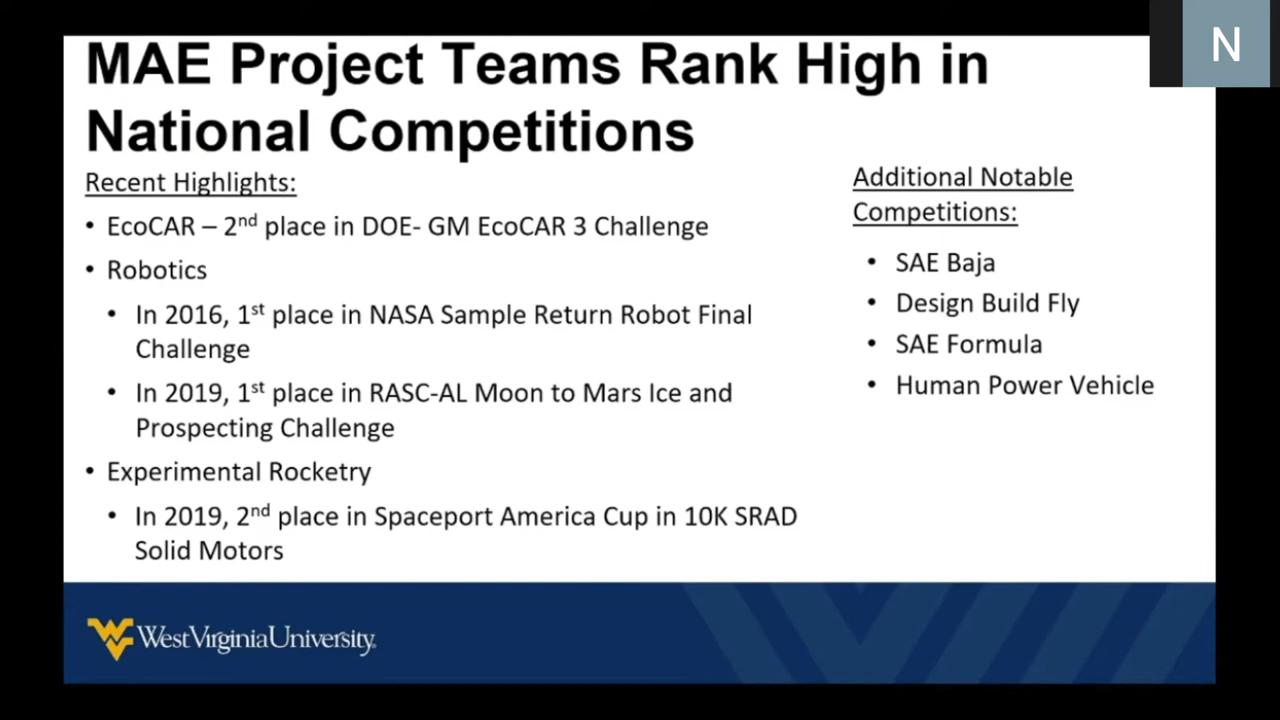 MAE Project Teams Rank High in
National Competitions
Recent Highlights:
• EcoCAR – 2nd place in DOE- GM EcoCAR 3 Challenge
• Robotics
• In 2016, 1st place in NASA Sample Return Robot Final
Challenge
• In 2019, 1st place in RASC-AL Moon to Mars Ice and
Prospecting Challenge
• Experimental Rocketry
• In 2019, 2nd place in Spaceport America Cup in 10K SRAD
Solid Motors
Additional Notable
Competitions:
• SAE Baja
• Design Build Fly
• SAE Formula
• Human Power Vehicle
WestVirginiaUniversity.
N